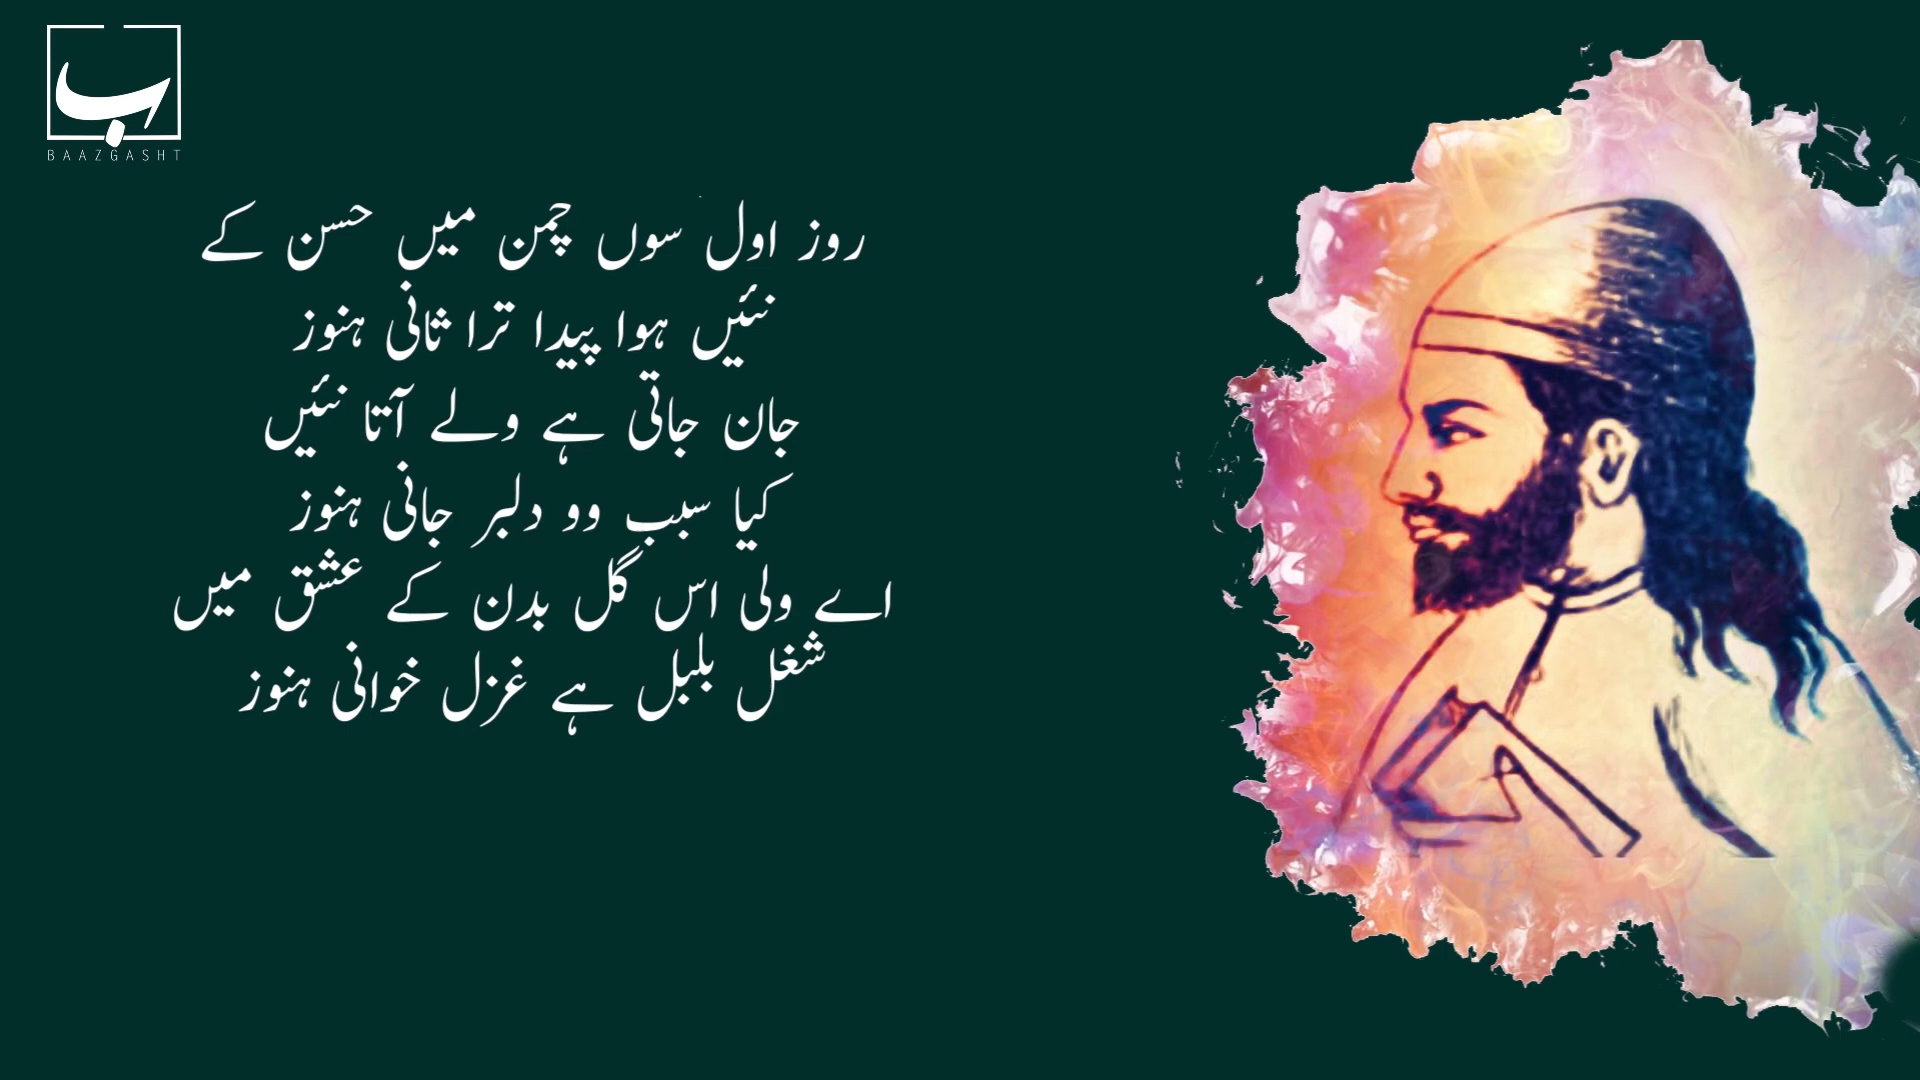 ب
BAAZGASHT
روز اول سوں چمن میں حسن کے
نئیں ہوا پیدا ترا ثانی ہنوز
جان جاتی ہے ولے آتا نئیں
کیا سبب وو دلبر جانی ہنوز
اے ولی اس گل بدن کے عشق میں
شغل بلبل ہے غزل خوانی ہنوز